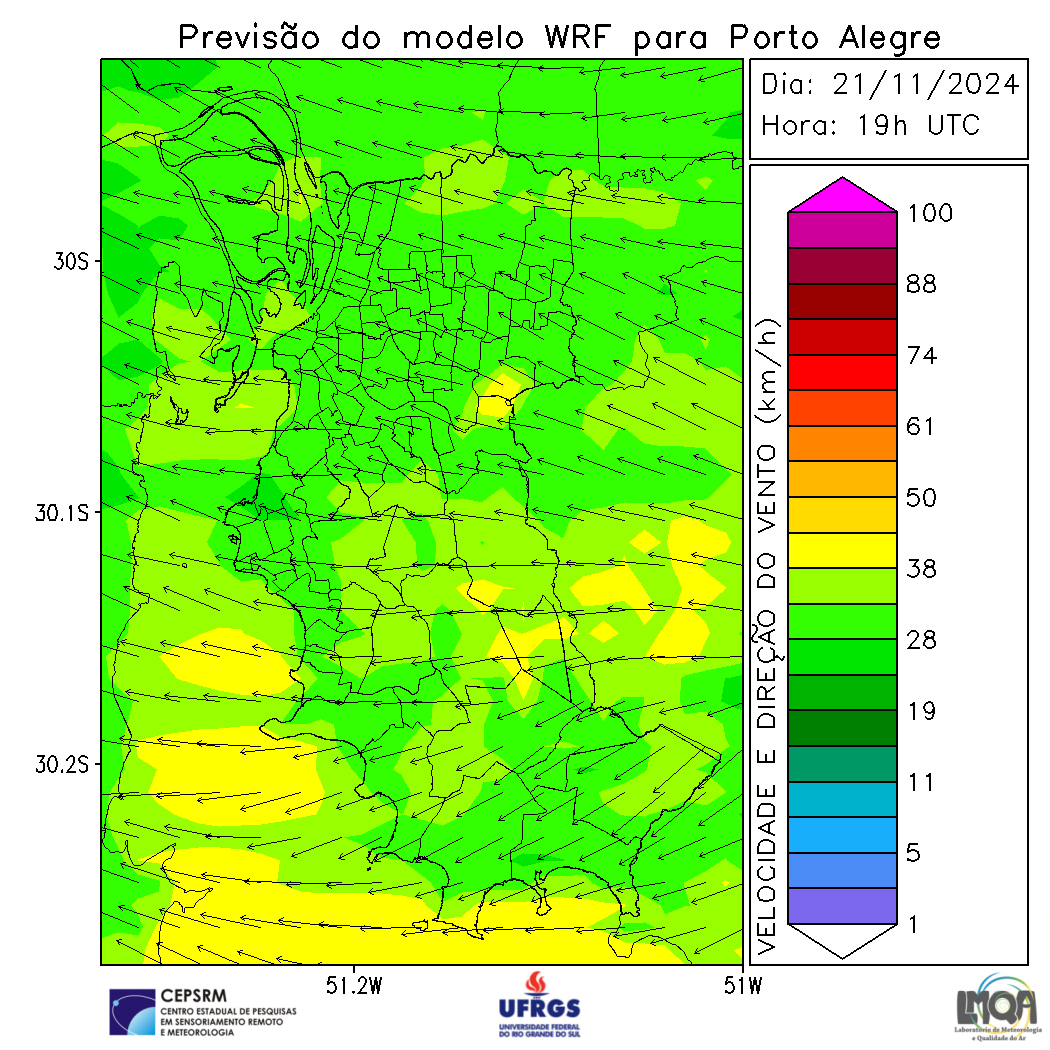 Previsão do modelo WRF para Porto Alegre
Dia: 21/11/2024
Hora: 19h UTC
30S
30.1S
30.2S
51.2W
51W
VELOCIDADE E DIREÇÃO DO VENTO (km/h)
100
88
74
61
50
38
28
19
11
5
1
CEPSRM
CENTRO ESTADUAL DE PESQUISAS
EM SENSORIAMENTO REMOTO
E METEOROLOGIA
UFRGS
UNIVERSIDADE FEDERAL
DO RIO GRANDE DO SUL
LMQA
Laboratório de Meteorologia
e Qualidade do Ar